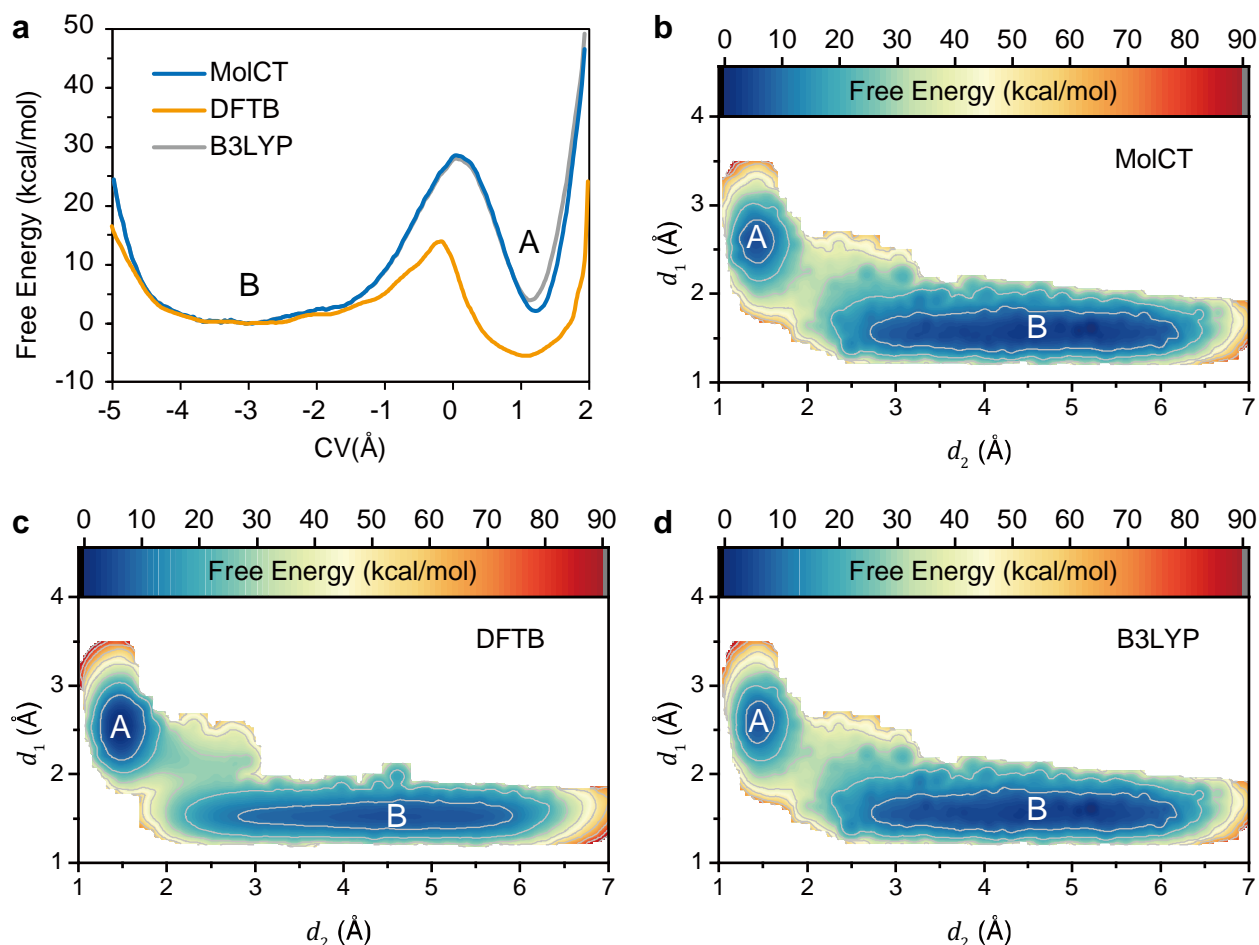 a
50
40
30
20
10
0
-10
Free Energy (kcal/mol)
MolCT
DFTB
B3LYP
B
A
-5 -4 -3 -2 -1 0 1 2
CV(Å)
b
0 10 20 30 40 50 60 70 80 90
Free Energy (kcal/mol)
4
3
2
1
d₁ (Å)
MolCT
A
B
1 2 3 4 5 6 7
d₂ (Å)
c
0 10 20 30 40 50 60 70 80 90
Free Energy (kcal/mol)
4
3
2
1
d₁ (Å)
DFTB
A
B
1 2 3 4 5 6 7
d₂ (Å)
d
0 10 20 30 40 50 60 70 80 90
Free Energy (kcal/mol)
4
3
2
1
d₁ (Å)
B3LYP
A
B
1 2 3 4 5 6 7
d₂ (Å)